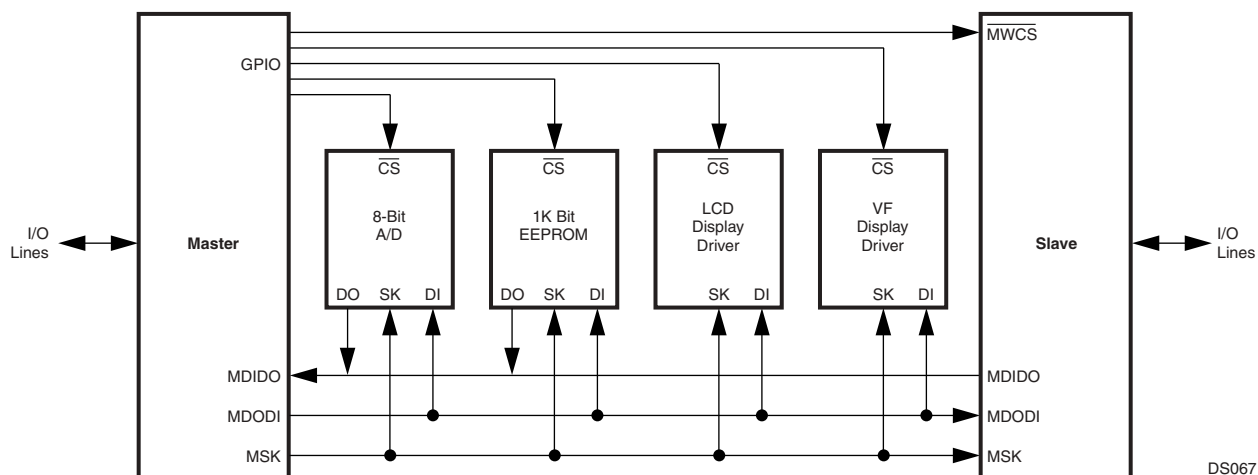 MWCS
GPIO
CS
CS
CS
CS
8-Bit
A/D
1K Bit
EEPROM
LCD
Display
Driver
VF
Display
Driver
I/O
Lines
Master
Slave
I/O
Lines
DO SK DI
DO SK DI
SK DI
SK DI
MDIDO
MDIDO
MDODI
MDODI
MSK
MSK
DS067